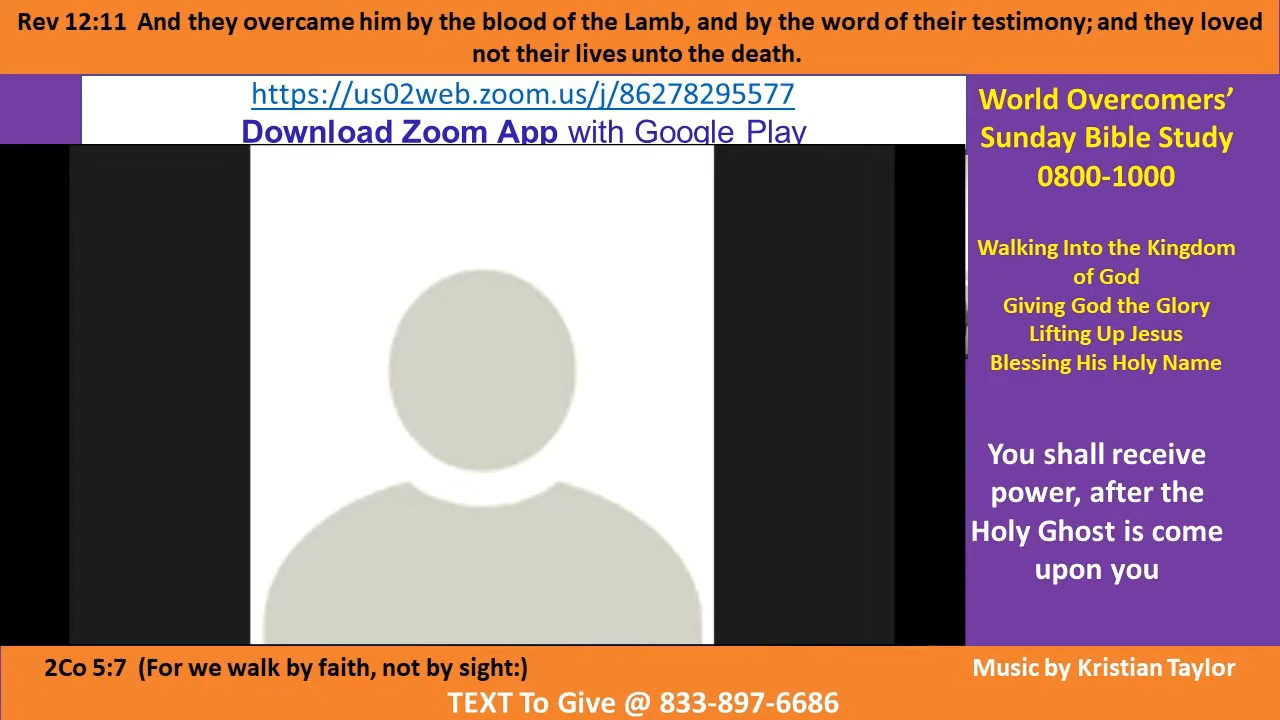 Rev 12:11  And they overcame him by the blood of the Lamb, and by the word of their testimony; and they loved
not their lives unto the death.
https://us02web.zoom.us/j/86278295577
Download Zoom App with Google Play
World Overcomers’
Sunday Bible Study
0800-1000
Walking Into the Kingdom
of God
Giving God the Glory
Lifting Up Jesus
Blessing His Holy Name
You shall receive
power, after the
Holy Ghost is come
upon you
2Co 5:7  (For we walk by faith, not by sight:)
Music by Kristian Taylor
TEXT To Give @ 833-897-6686